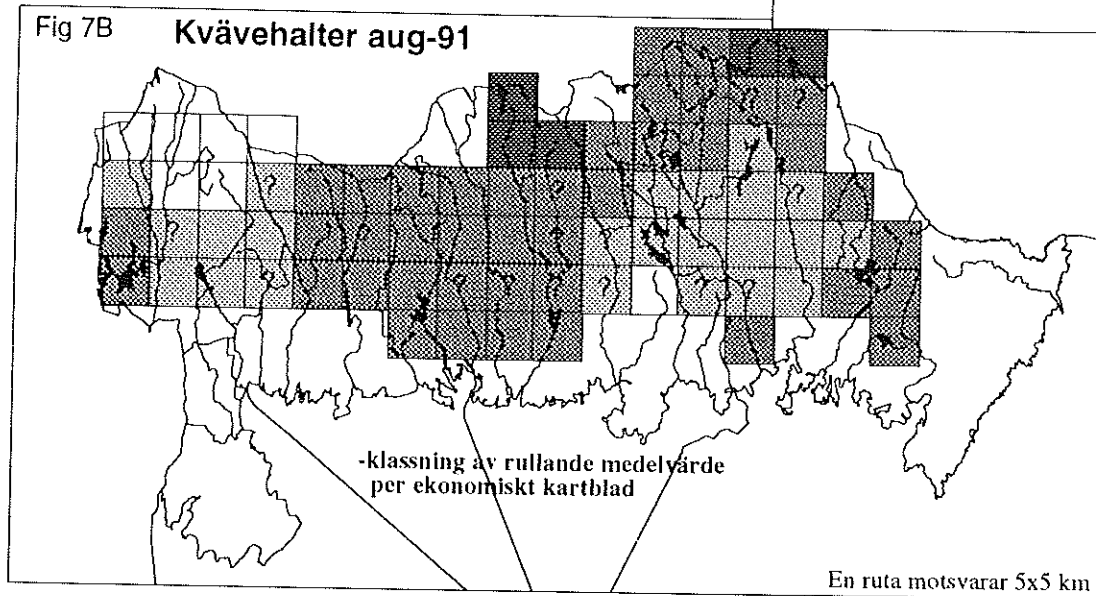 Fig 7B
Kvävehalter aug-91
? ?
? ? ?
? ? ? ?
? ? ? ? ? ? ?
-klassning av rullande medelvärde
per ekonomiskt kartblad
En ruta motsvarar 5x5 km